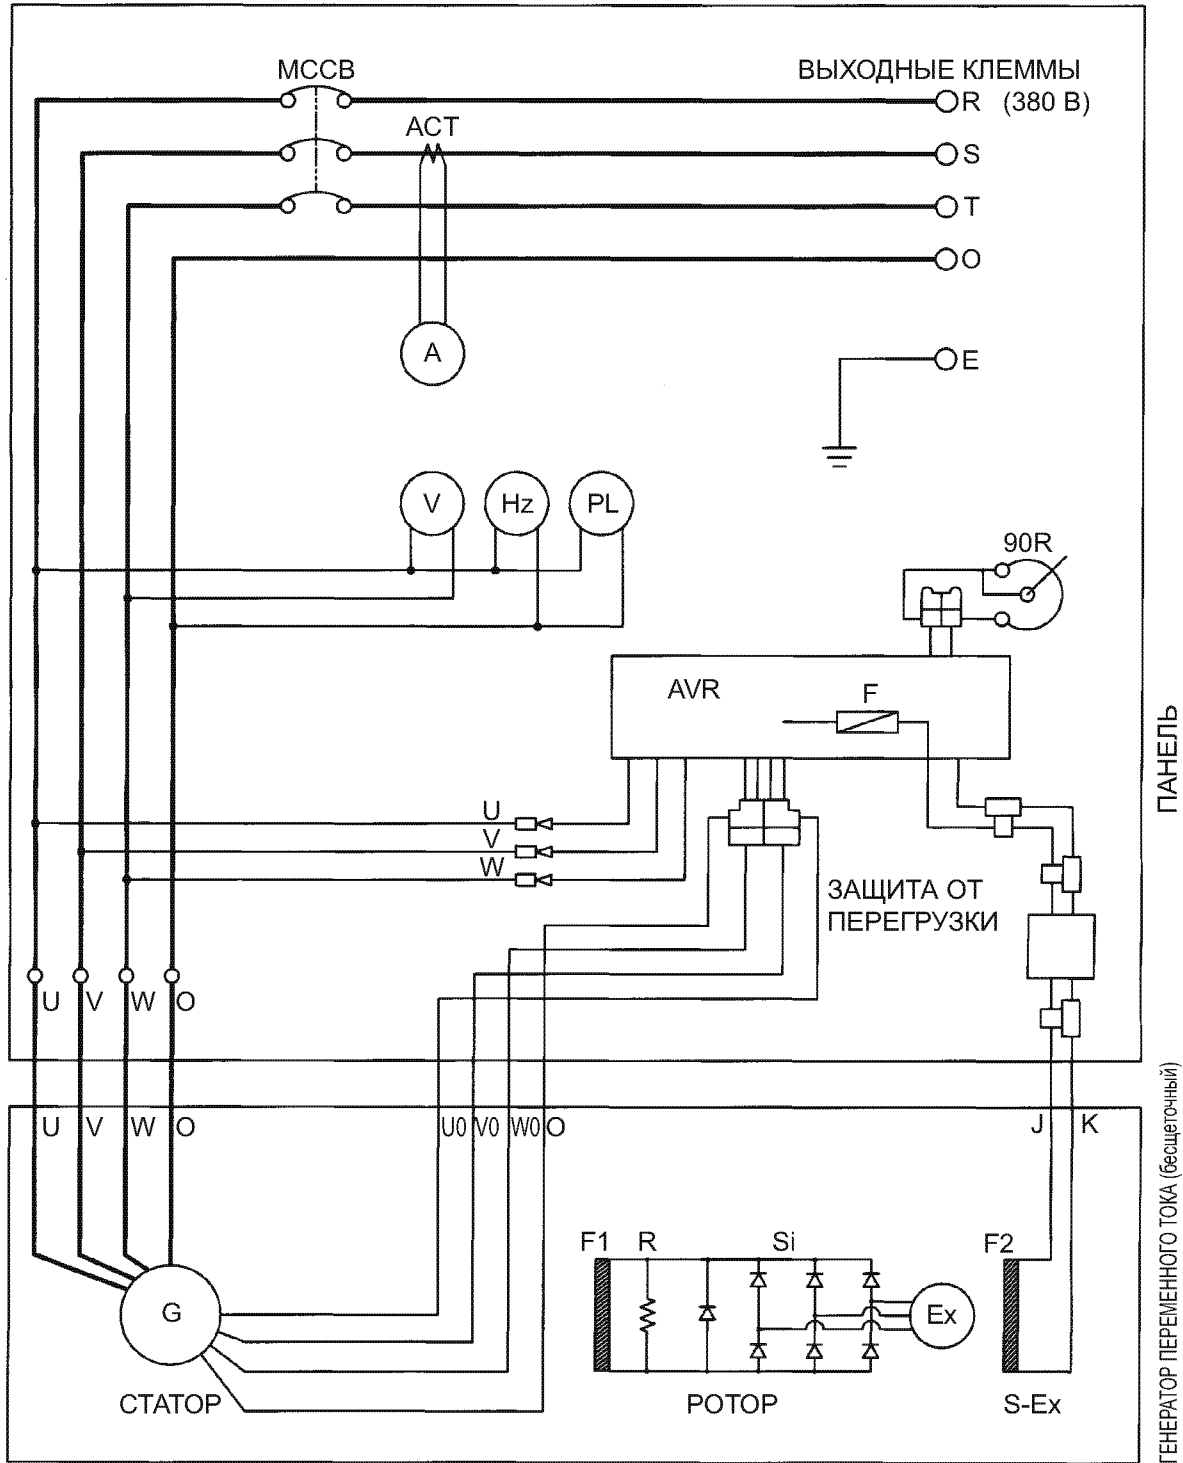 MCCB
ВЫХОДНЫЕ КЛЕММЫ
R (380 В)
ACT
S
T
O
A
E
V
Hz
PL
90R
AVR
F
ПАНЕЛЬ
U
V
W
ЗАЩИТА ОТ
ПЕРЕГРУЗКИ
U V W O
U V W O U0 V0 W0 O J K
F1 R Si F2
G
Ex
СТАТОР
РОТОР
S-Ex
ГЕНЕРАТОР ПЕРЕМЕННОГО ТОКА (бесщеточный)